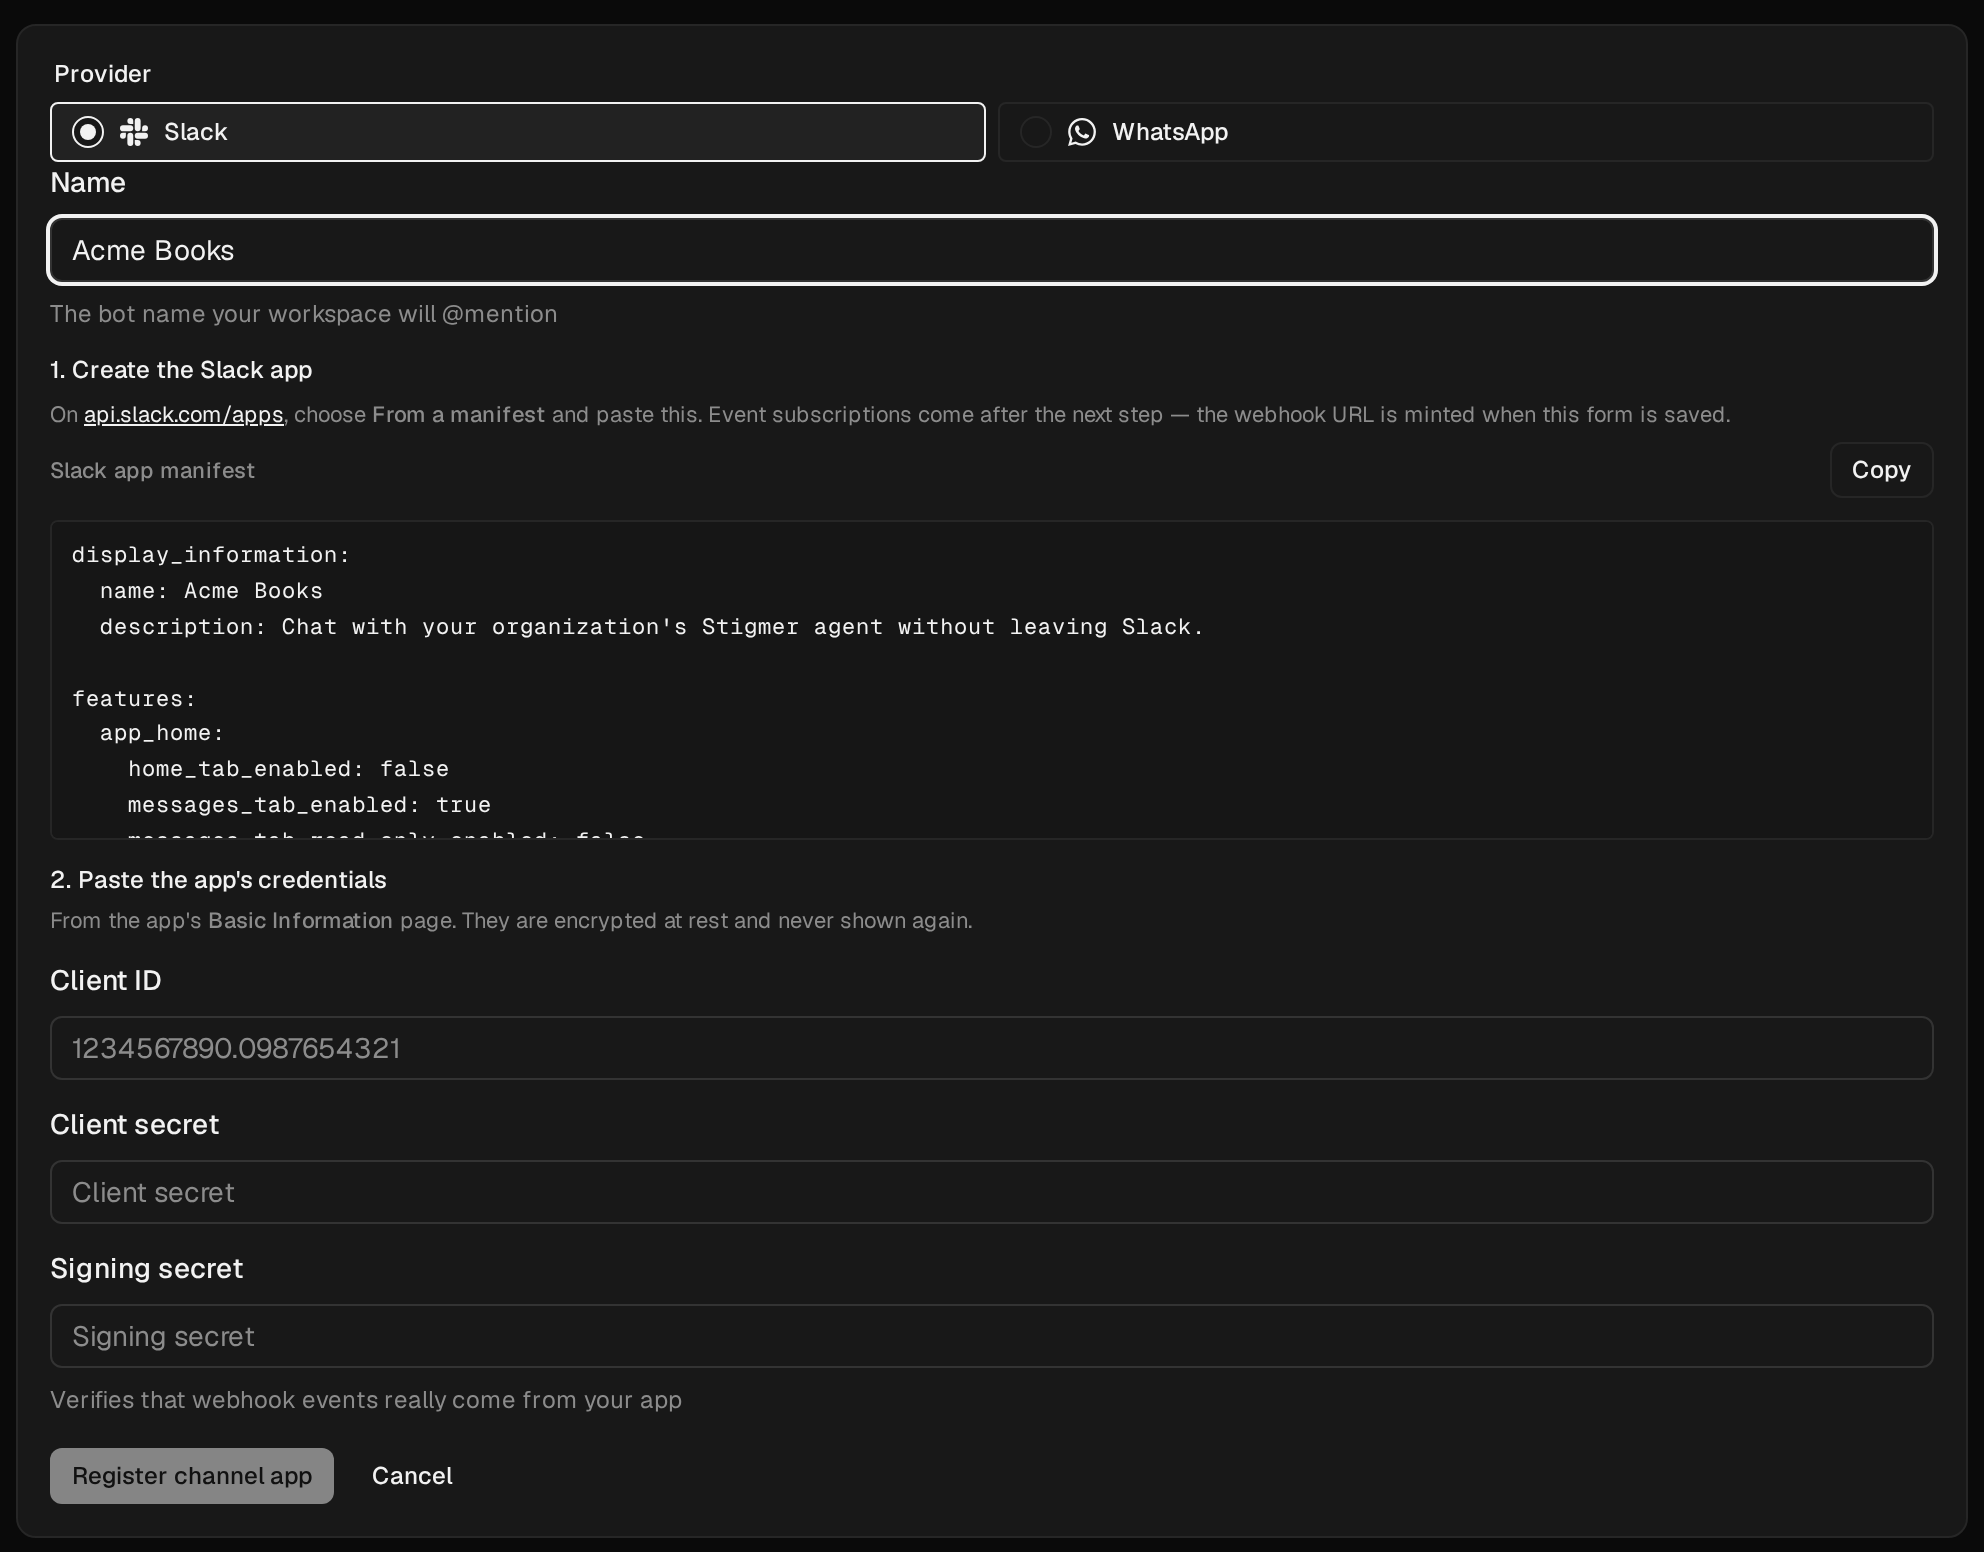 Provider
Slack
WhatsApp
Name
Acme Books
The bot name your workspace will @mention
1. Create the Slack app
On api.slack.com/apps, choose From a manifest and paste this. Event subscriptions come after the next step — the webhook URL is minted when this form is saved.
Slack app manifest
Copy
display_information:
  name: Acme Books
  description: Chat with your organization's Stigmer agent without leaving Slack.

features:
  app_home:
    home_tab_enabled: false
    messages_tab_enabled: true
    messages_tab_read_only_enabled: false
2. Paste the app's credentials
From the app's Basic Information page. They are encrypted at rest and never shown again.
Client ID
1234567890.0987654321
Client secret
Client secret
Signing secret
Signing secret
Verifies that webhook events really come from your app
Register channel app
Cancel